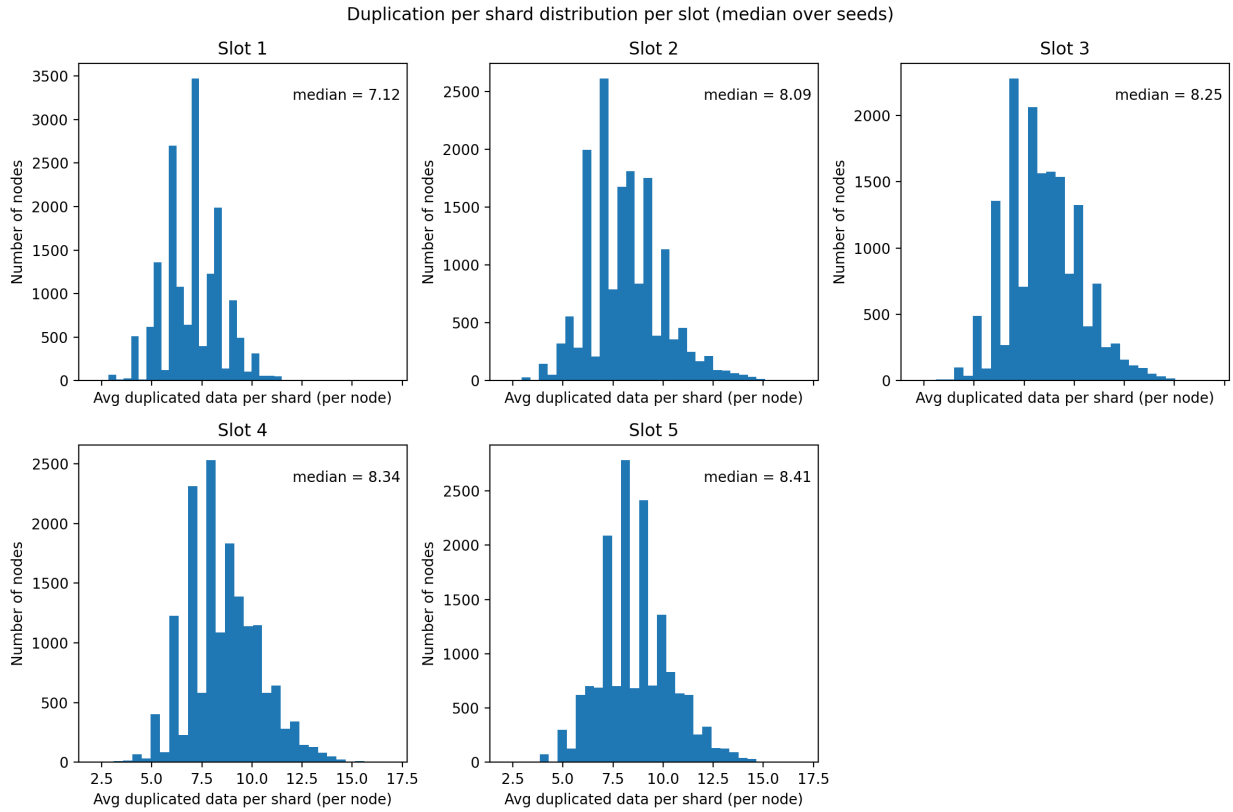 Duplication per shard distribution per slot (median over seeds)
Slot 1
median = 7.12
Number of nodes
3500
3000
2500
2000
1500
1000
500
0
Avg duplicated data per shard (per node)
Slot 2
median = 8.09
Number of nodes
2500
2000
1500
1000
500
0
Avg duplicated data per shard (per node)
Slot 3
median = 8.25
Number of nodes
2000
1500
1000
500
0
Avg duplicated data per shard (per node)
Slot 4
median = 8.34
Number of nodes
2500
2000
1500
1000
500
0
2.5 5.0 7.5 10.0 12.5 15.0 17.5
Avg duplicated data per shard (per node)
Slot 5
median = 8.41
Number of nodes
2500
2000
1500
1000
500
0
2.5 5.0 7.5 10.0 12.5 15.0 17.5
Avg duplicated data per shard (per node)